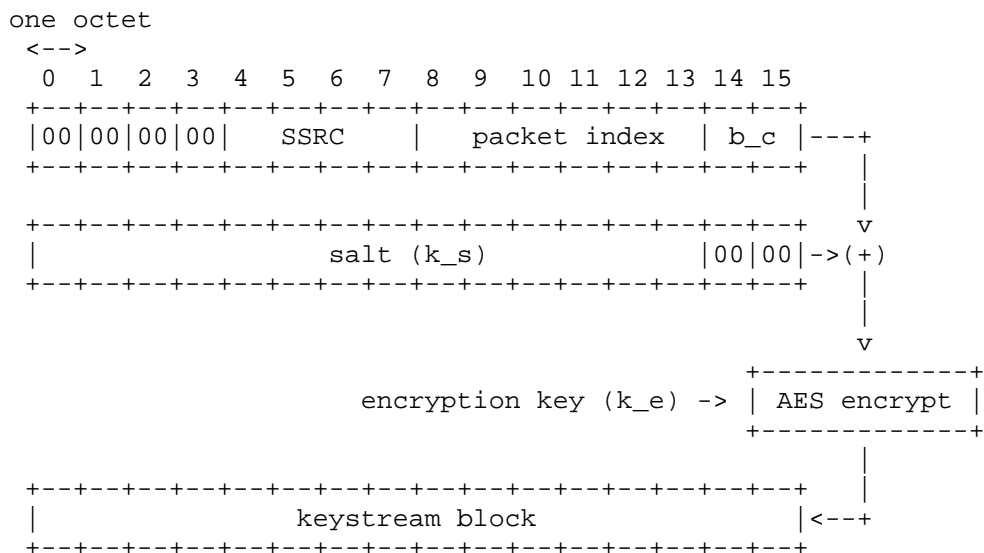 one octet
 <-->
  0  1  2  3  4  5  6  7  8  9  10 11 12 13 14 15
 +--+--+--+--+--+--+--+--+--+--+--+--+--+--+--+--+
 |00|00|00|00|   SSRC    |   packet index  | b_c |---+
 +--+--+--+--+--+--+--+--+--+--+--+--+--+--+--+--+   |
                                                     |
 +--+--+--+--+--+--+--+--+--+--+--+--+--+--+--+--+   v
 |                  salt (k_s)             |00|00|->(+)
 +--+--+--+--+--+--+--+--+--+--+--+--+--+--+--+--+   |
                                                     |
                                                     v
                                              +-------------+
                      encryption key (k_e) -> | AES encrypt |
                                              +-------------+
                                                     |
 +--+--+--+--+--+--+--+--+--+--+--+--+--+--+--+--+   |
 |                keystream block                |<--+
 +--+--+--+--+--+--+--+--+--+--+--+--+--+--+--+--+